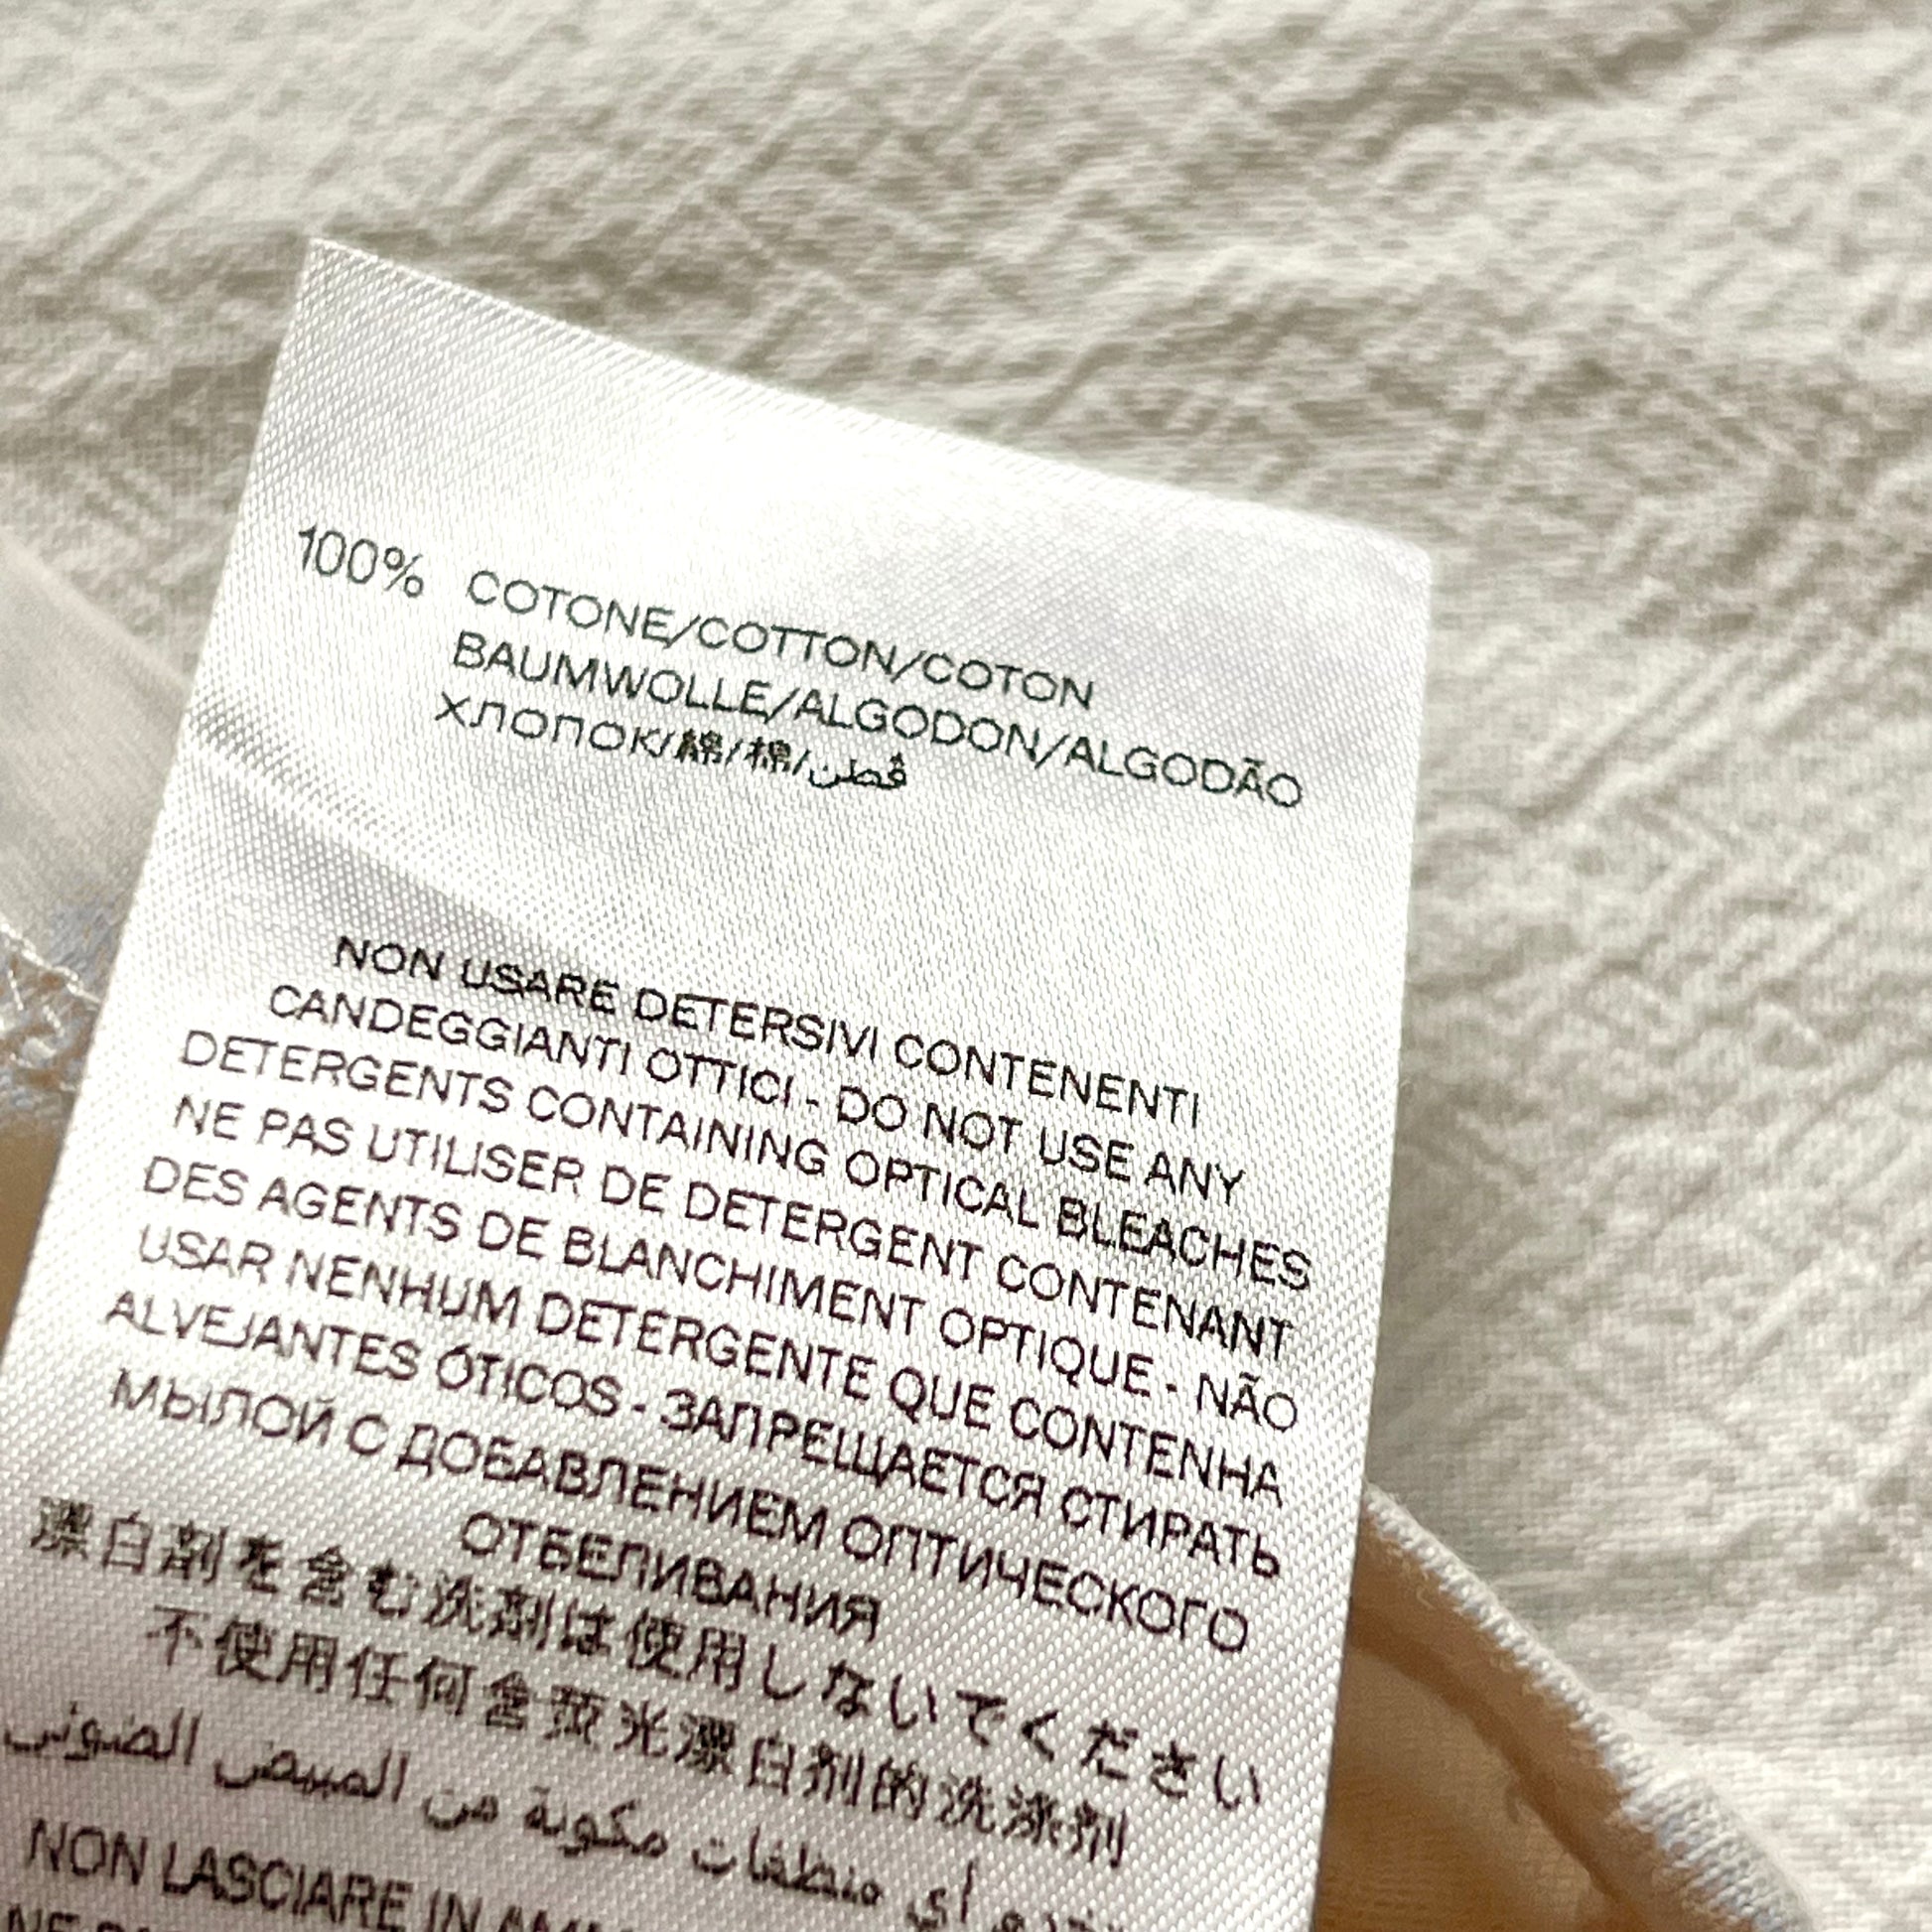 100% COTONE/COTTON/COTON
BAUMWOLLE/ALGODON/ALGODÃO
ХЛОПОК/綿/棉/قطن
NON USARE DETERSIVI CONTENENTI
CANDEGGIANTI OTTICI - DO NOT USE ANY
DETERGENTS CONTAINING OPTICAL BLEACHES
NE PAS UTILISER DE DETERGENT CONTENANT
DES AGENTS DE BLANCHIMENT OPTIQUE - NÃO
USAR NENHUM DETERGENTE QUE CONTENHA
ALVEJANTES ÓTICOS - ЗАПРЕЩАЕТСЯ СТИРАТЬ
МЫЛОЙ С ДОБАВЛЕНИЕМ ОПТИЧЕСКОГО
ОТБЕЛИВАНИЯ
漂白剤を含む洗剤は使用しないでください
不使用任何含荧光漂白剂的洗涤剂
أي منظفات مكونة من المبيض الضوئي
NON LASCIARE IN